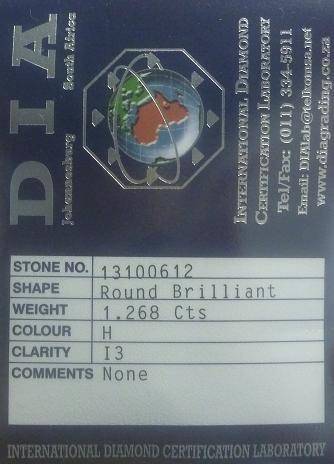 DIA
Johannesburg South Africa
INTERNATIONAL DIAMOND
CERTIFICATION LABORATORY
Tel/Fax: (011) 334-5911
Email: DIAlab@telkomsa.net
www.diagrading.co.za
STONE NO. 13100612
SHAPE Round Brilliant
WEIGHT 1.268 Cts
COLOUR H
CLARITY I3
COMMENTS None
INTERNATIONAL DIAMOND CERTIFICATION LABORATORY